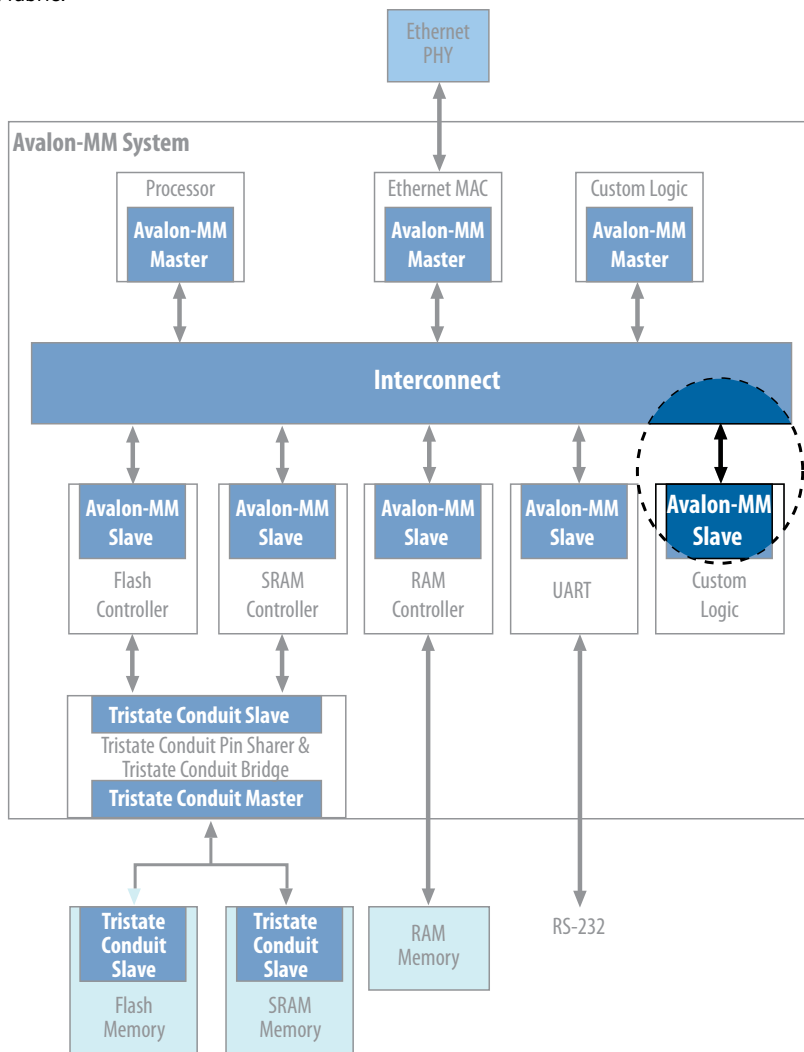 Ethernet
PHY
Avalon-MM System
Processor
Avalon-MM
Master
Ethernet MAC
Avalon-MM
Master
Custom Logic
Avalon-MM
Master
Interconnect
Avalon-MM
Slave
Flash
Controller
Avalon-MM
Slave
SRAM
Controller
Avalon-MM
Slave
RAM
Controller
Avalon-MM
Slave
UART
Avalon-MM
Slave
Custom
Logic
Tristate Conduit Slave
Tristate Conduit Pin Sharer &
Tristate Conduit Bridge
Tristate Conduit Master
Tristate
Conduit
Slave
Flash
Memory
Tristate
Conduit
Slave
SRAM
Memory
RAM
Memory
RS-232